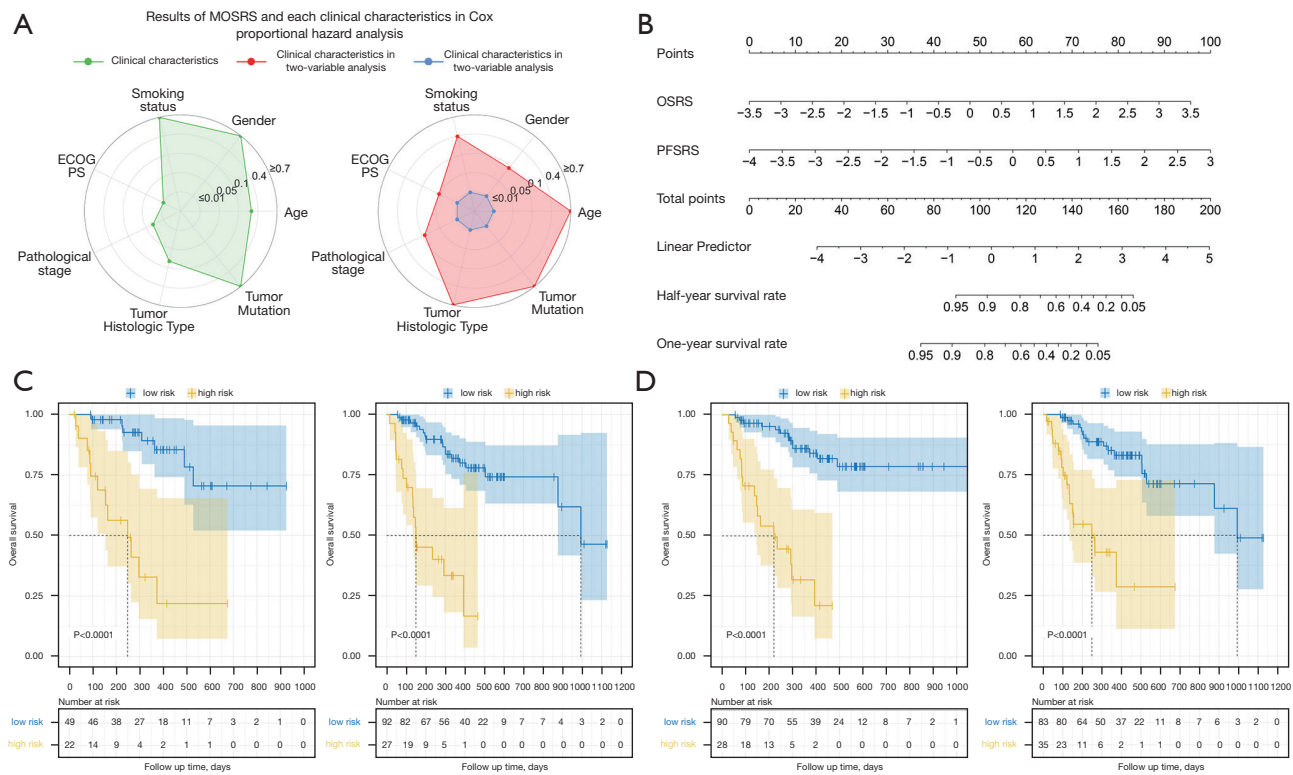 A
Results of MOSRS and each clinical characteristics in Cox
proportional hazard analysis
Clinical characteristics
Clinical characteristics in
two-variable analysis
Clinical characteristics in
two-variable analysis
Smoking
status
Gender
ECOG
PS
≤0.01
0.05
0.1
0.4
≥0.7
Age
Pathological
stage
Tumor
Histologic Type
Tumor
Mutation
Smoking
status
Gender
ECOG
PS
≤0.01
0.05
0.1
0.4
≥0.7
Age
Pathological
stage
Tumor
Histologic Type
Tumor
Mutation
B
Points
0 10 20 30 40 50 60 70 80 90 100
OSRS
−3.5 −3 −2.5 −2 −1.5 −1 −0.5 0 0.5 1 1.5 2 2.5 3 3.5
PFSRS
−4 −3.5 −3 −2.5 −2 −1.5 −1 −0.5 0 0.5 1 1.5 2 2.5 3
Total points
0 20 40 60 80 100 120 140 160 180 200
Linear Predictor
−4 −3 −2 −1 0 1 2 3 4 5
Half-year survival rate
0.95 0.9 0.8 0.6 0.4 0.2 0.05
One-year survival rate
0.95 0.9 0.8 0.6 0.4 0.2 0.05
C
low risk high risk
Overall survival
1.00
0.75
0.50
0.25
0.00
P<0.0001
0 100 200 300 400 500 600 700 800 900 1000
Number at risk
low risk 49 46 38 27 18 11 7 3 2 1 0
high risk 22 14 9 4 2 1 1 0 0 0 0
Follow up time, days
low risk high risk
Overall survival
1.00
0.75
0.50
0.25
0.00
P<0.0001
0 100 200 300 400 500 600 700 800 900 1000 1100 1200
Number at risk
low risk 92 82 67 56 40 22 9 7 7 4 3 2 0
high risk 27 19 9 5 1 0 0 0 0 0 0 0 0
Follow up time, days
D
low risk high risk
Overall survival
1.00
0.75
0.50
0.25
0.00
P<0.0001
0 100 200 300 400 500 600 700 800 900 1000
Number at risk
low risk 90 79 70 55 39 24 12 8 7 2 1
high risk 28 18 13 5 2 0 0 0 0 0 0
Follow up time, days
low risk high risk
Overall survival
1.00
0.75
0.50
0.25
0.00
P<0.0001
0 100 200 300 400 500 600 700 800 900 1000 1100 1200
Number at risk
low risk 83 80 64 50 37 22 11 8 7 6 3 2 0
high risk 35 23 11 6 2 1 1 0 0 0 0 0 0
Follow up time, days